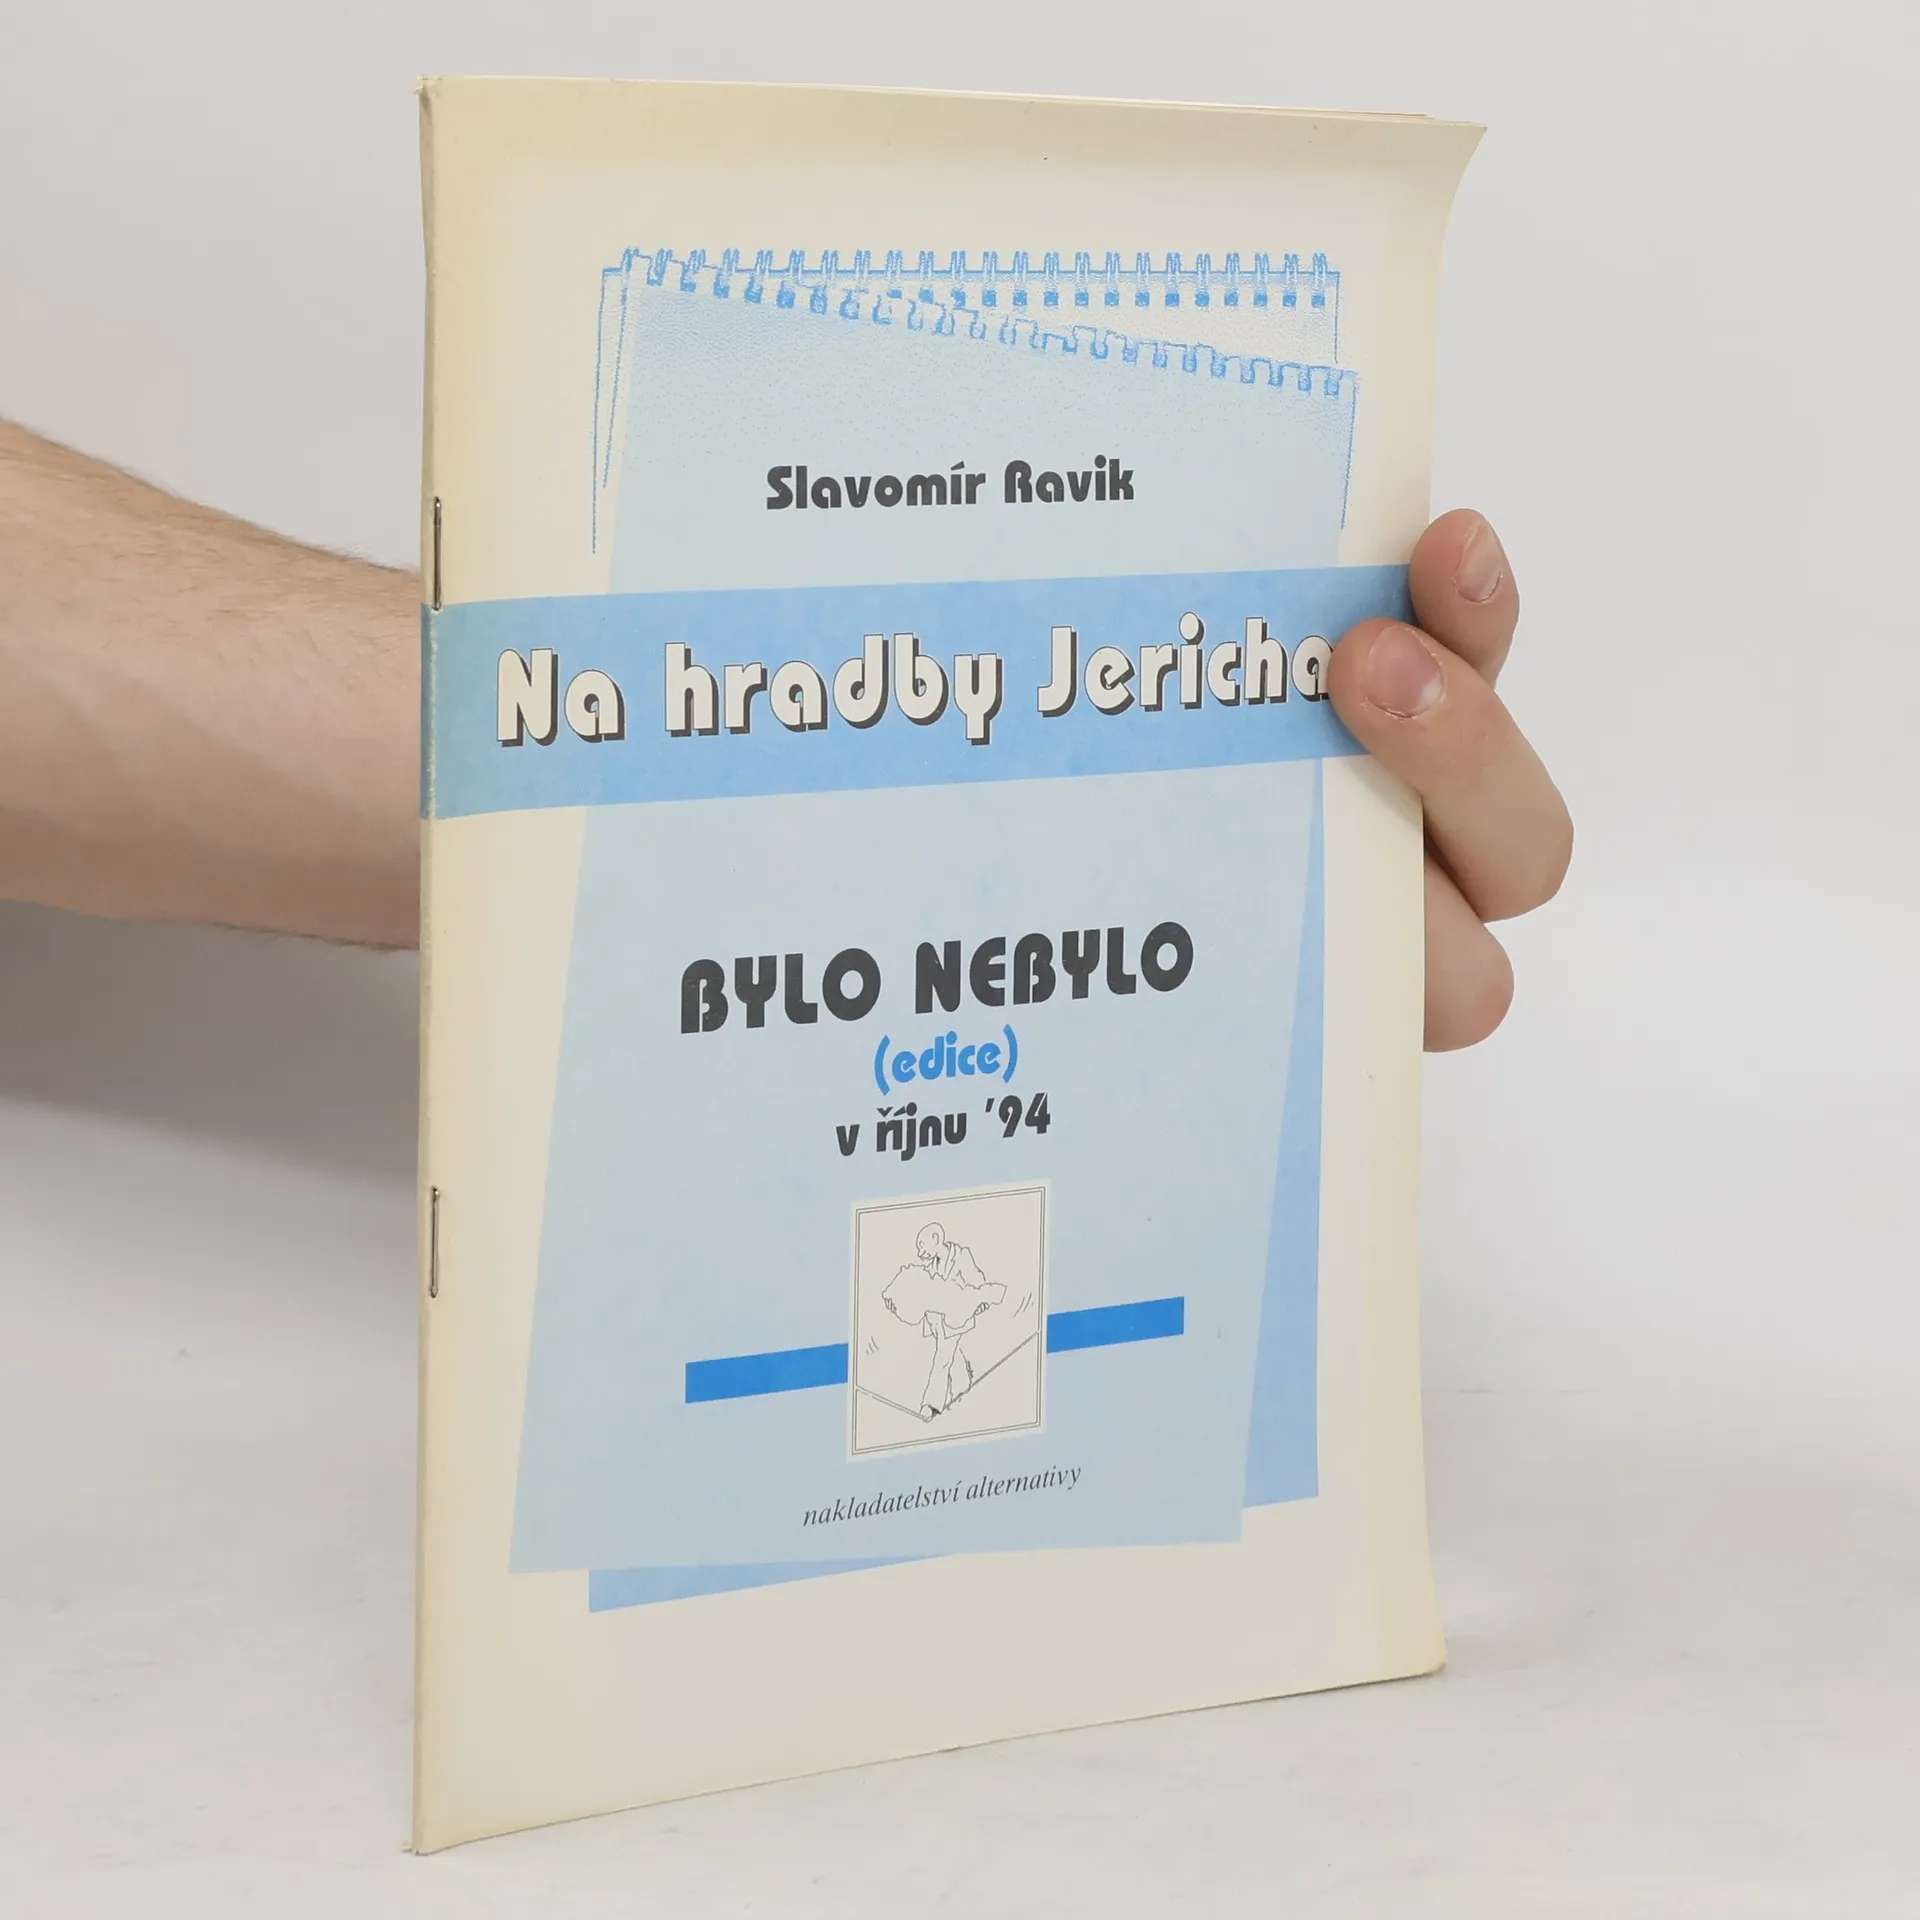 Slavomír Ravik
Na hradby Jericha
BYLO NEBYLO
(edice)
v říjnu '94
nakladatelství alternativy